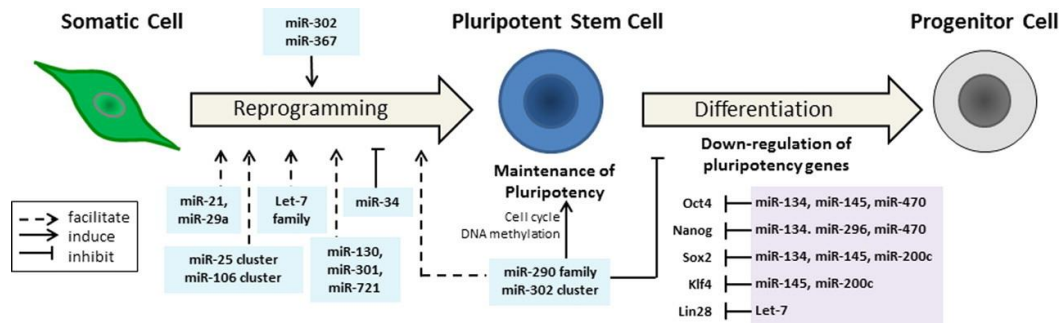 Somatic Cell
miR-302
miR-367
Pluripotent Stem Cell
Progenitor Cell
Reprogramming
Differentiation
Down-regulation of
pluripotency genes
Maintenance of
Pluripotency
Cell cycle
DNA methylation
miR-21,
miR-29a
Let-7
family
miR-34
miR-25 cluster
miR-106 cluster
miR-130,
miR-301,
miR-721
miR-290 family
miR-302 cluster
facilitate
induce
inhibit
Oct4 miR-134, miR-145, miR-470
Nanog miR-134. miR-296, miR-470
Sox2 miR-134, miR-145, miR-200c
Klf4 miR-145, miR-200c
Lin28 Let-7